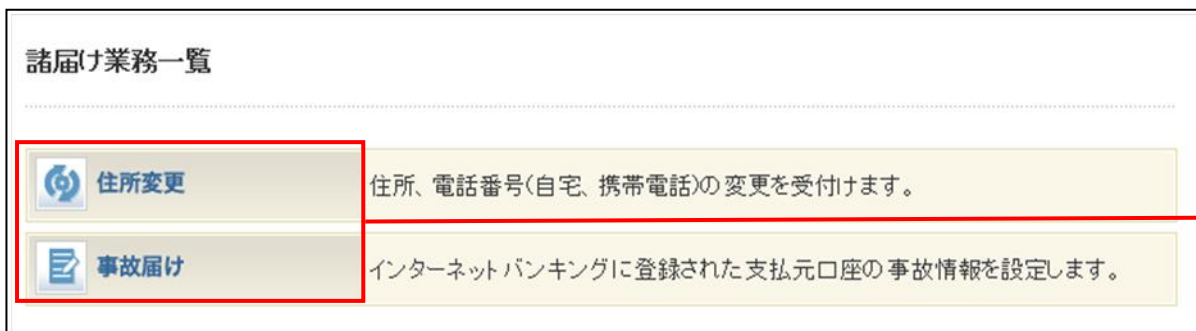 諸届け業務一覧
住所変更
住所、電話番号(自宅、携帯電話)の変更を受付けます。
事故届け
インターネットバンキングに登録された支払元口座の事故情報を設定します。